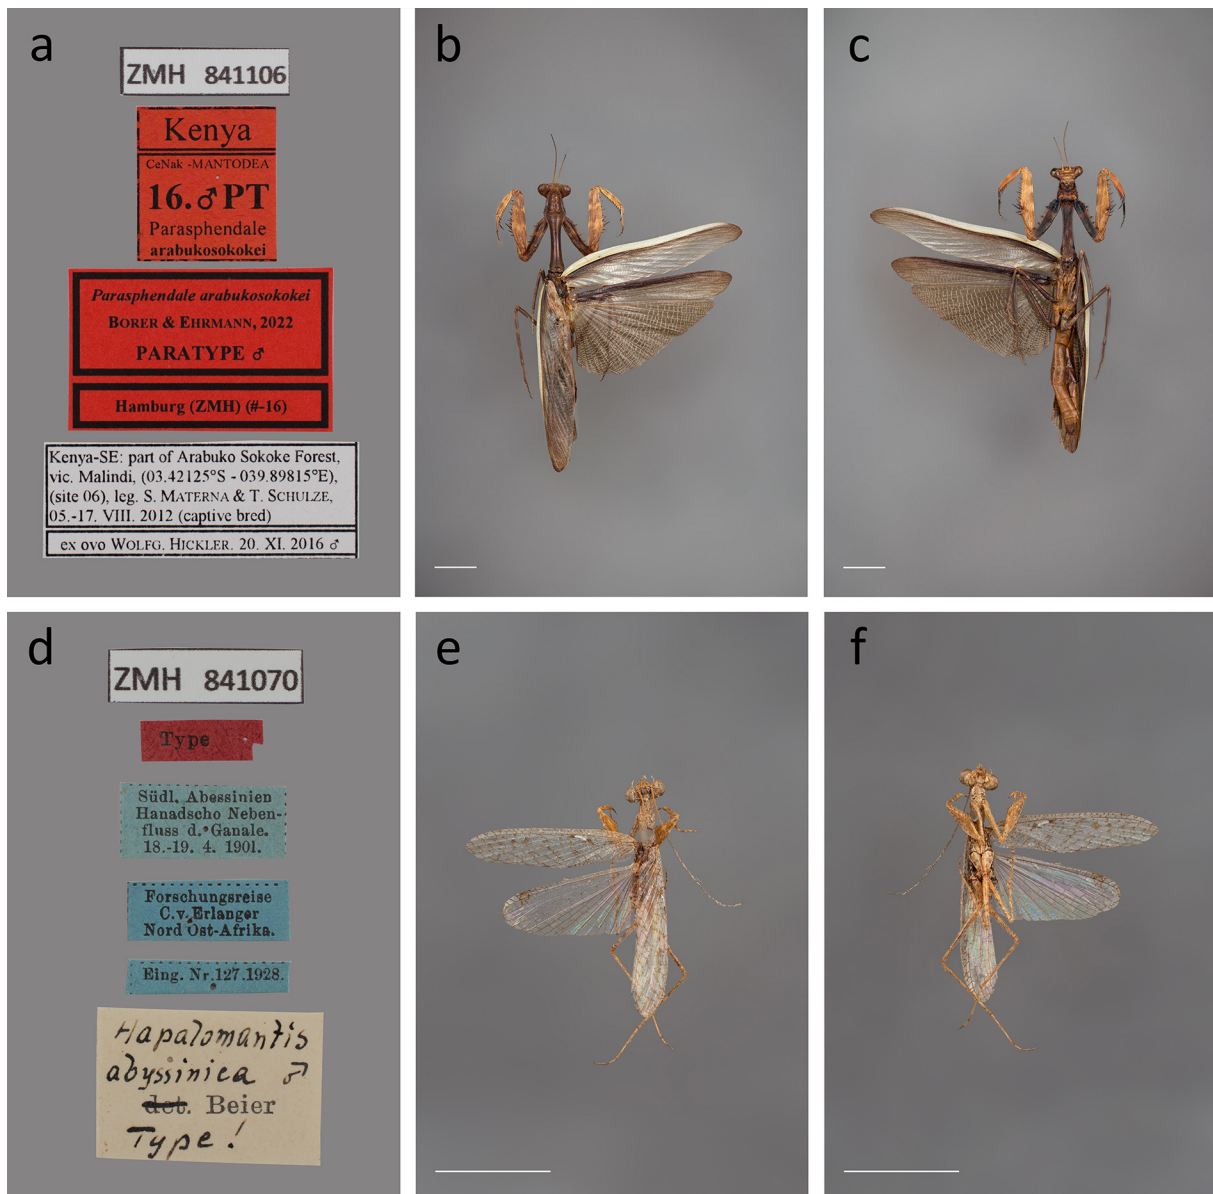 a
ZMH 841106
Kenya
CeNak -MANTODEA
16.♂PT
Parasphendale
arabukosokokei
Parasphendale arabukosokokei
BORER & EHRMANN, 2022
PARATYPE ♂
Hamburg (ZMH) (#-16)
Kenya-SE: part of Arabuko Sokoke Forest,
vic. Malindi, (03.42125°S - 039.89815°E),
(site 06), leg. S. MATERNA & T. SCHULZE,
05.-17. VIII. 2012 (captive bred)
ex ovo WOLFG. HICKLER. 20. XI. 2016 ♂
b
c
d
ZMH 841070
Type
Südl. Abessinien
Hanadscho Neben-
fluss d. Ganale.
18.-19. 4. 1901.
Forschungsreise
C.v.Erlanger
Nord Ost-Afrika.
Eing. Nr.127.1928.
Hapalomantis
abyssinica ♂
det. Beier
Type!
e
f